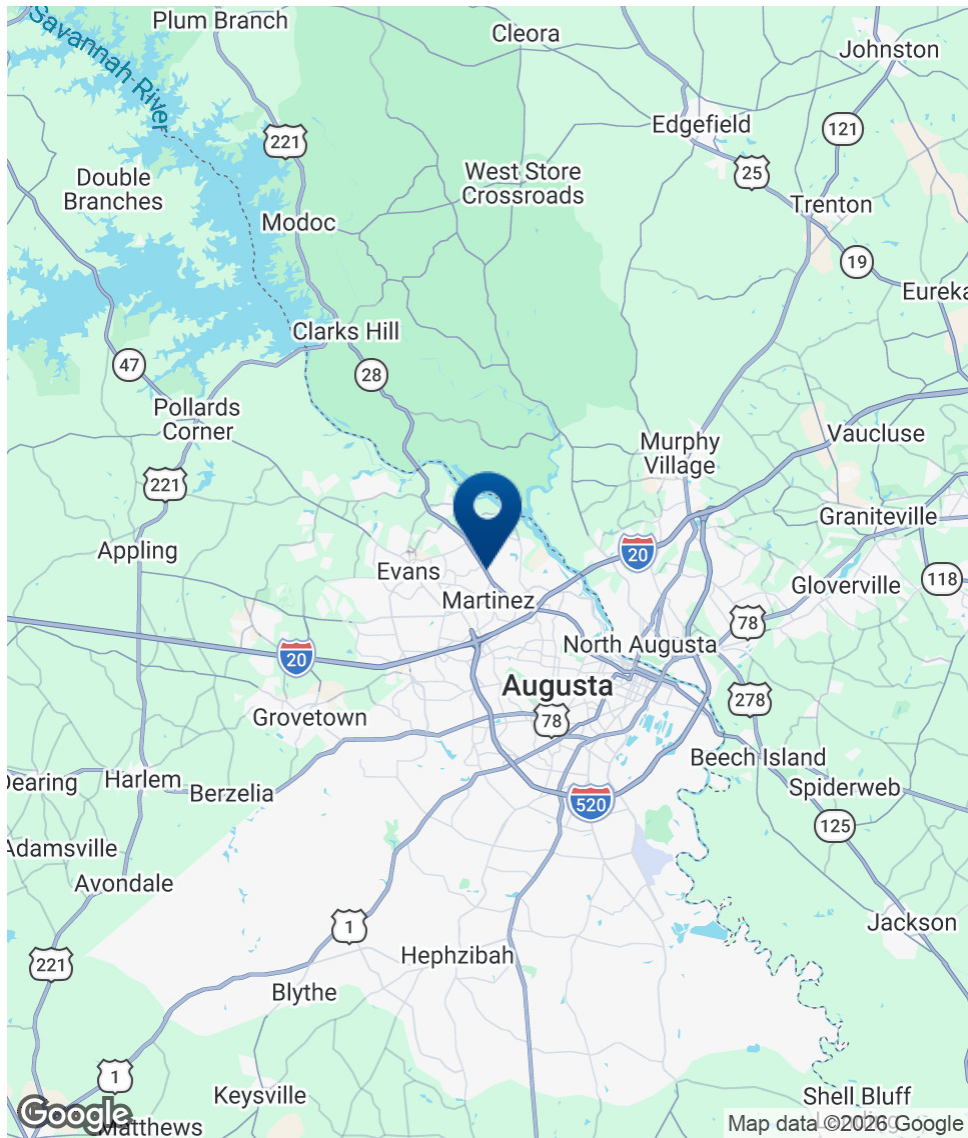 Plum Branch
Cleora
Johnston
Savannah River
221
Edgefield
121
Double
Branches
West Store
Crossroads
25
Modoc
Trenton
19
Eureka
Clarks Hill
47
28
Pollards
Corner
Murphy
Village
Vaucluse
221
Graniteville
Appling
Evans
20
Gloverville
118
Martinez
78
20
North Augusta
Augusta
278
Grovetown
78
Beech Island
Dearing
Harlem
Berzelia
Spiderweb
520
125
Adamsville
Avondale
1
Jackson
221
Hephzibah
Blythe
1
Keysville
Shell Bluff
Landing
Google
Matthews
Map data ©2026 Google